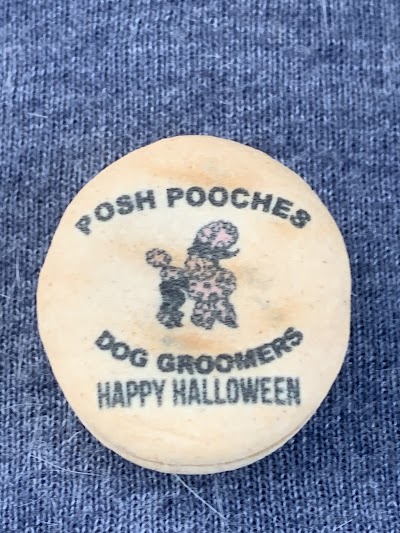 POSH POOCHES
DOG GROOMERS
HAPPY HALLOWEEN